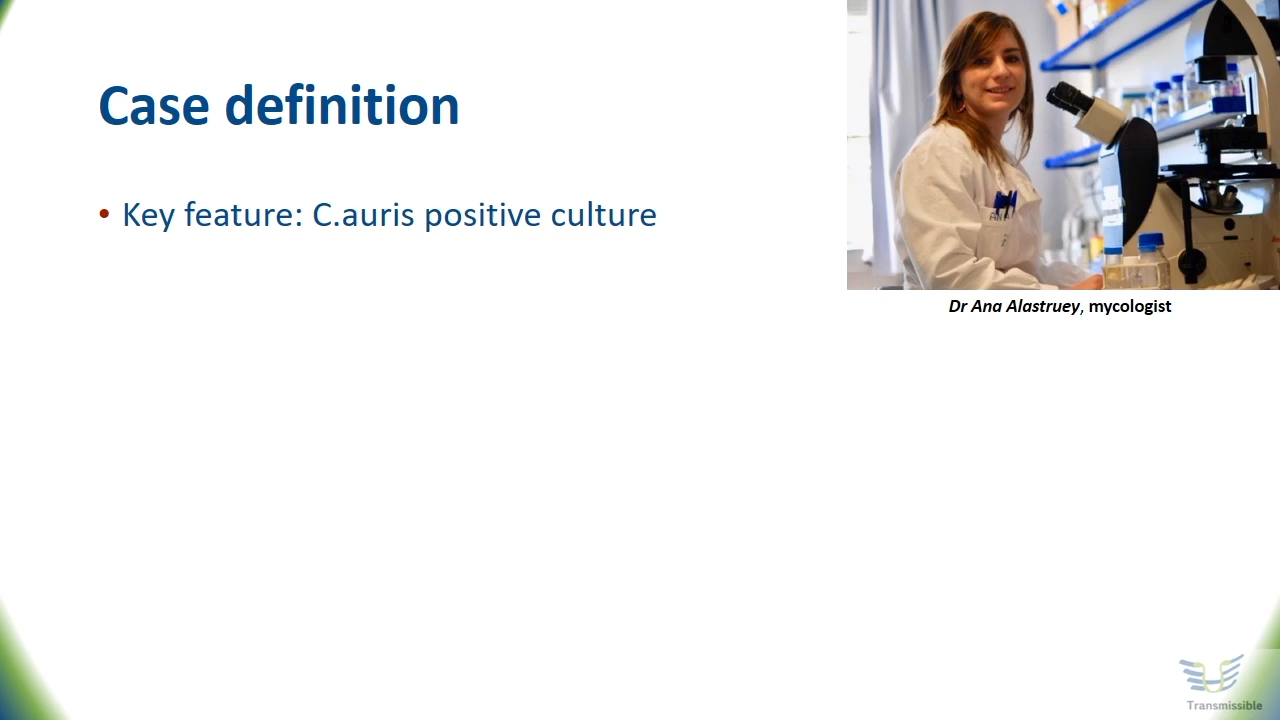 Case definition
• Key feature: C.auris positive culture
Dr Ana Alastruey, mycologist
Transmissible